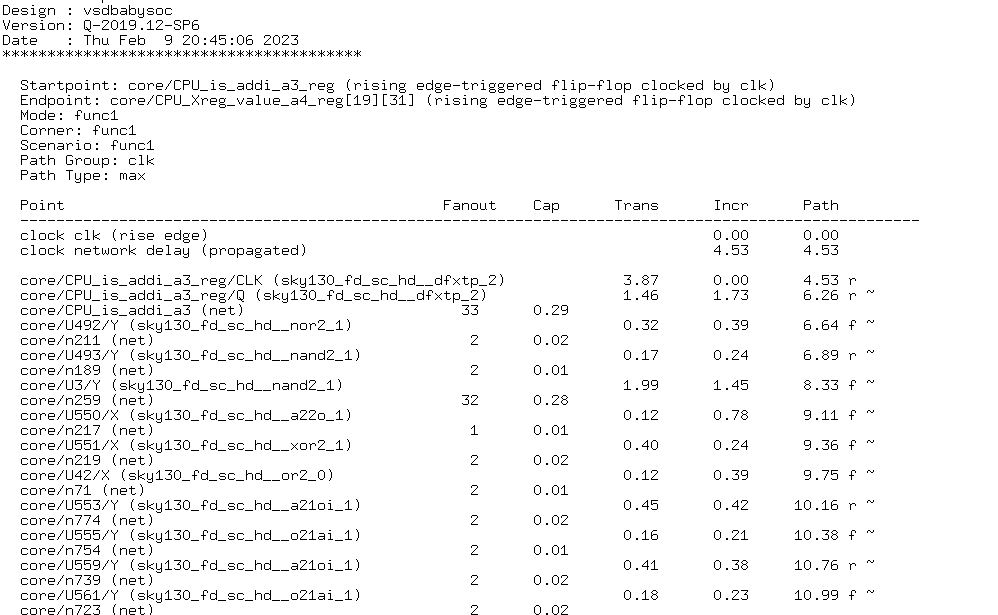 Design : vsdbabysoc
Version: Q-2019.12-SP6
Date   : Thu Feb  9 20:45:06 2023
****************************************
Startpoint: core/CPU_is_addi_a3_reg (rising edge-triggered flip-flop clocked by clk)
Endpoint: core/CPU_Xreg_value_a4_reg[19][31] (rising edge-triggered flip-flop clocked by clk)
Mode: func1
Corner: func1
Scenario: func1
Path Group: clk
Path Type: max
Point Fanout Cap Trans Incr Path
----------------------------------------------------------------------------------------------------
clock clk (rise edge) 0.00 0.00
clock network delay (propagated) 4.53 4.53
core/CPU_is_addi_a3_reg/CLK (sky130_fd_sc_hd__dfxtp_2) 3.87 0.00 4.53 r
core/CPU_is_addi_a3_reg/Q (sky130_fd_sc_hd__dfxtp_2) 1.46 1.73 6.26 r ~
core/CPU_is_addi_a3 (net) 33 0.29
core/U492/Y (sky130_fd_sc_hd__nor2_1) 0.32 0.39 6.64 f ~
core/n211 (net) 2 0.02
core/U493/Y (sky130_fd_sc_hd__nand2_1) 0.17 0.24 6.89 r ~
core/n189 (net) 2 0.01
core/U3/Y (sky130_fd_sc_hd__nand2_1) 1.99 1.45 8.33 f ~
core/n259 (net) 32 0.28
core/U550/X (sky130_fd_sc_hd__a22o_1) 0.12 0.78 9.11 f ~
core/n217 (net) 1 0.01
core/U551/X (sky130_fd_sc_hd__xor2_1) 0.40 0.24 9.36 f ~
core/n219 (net) 2 0.02
core/U42/X (sky130_fd_sc_hd__or2_0) 0.12 0.39 9.75 f ~
core/n71 (net) 2 0.01
core/U553/Y (sky130_fd_sc_hd__a21oi_1) 0.45 0.42 10.16 r ~
core/n774 (net) 2 0.02
core/U555/Y (sky130_fd_sc_hd__o21ai_1) 0.16 0.21 10.38 f ~
core/n754 (net) 2 0.01
core/U559/Y (sky130_fd_sc_hd__a21oi_1) 0.41 0.38 10.76 r ~
core/n739 (net) 2 0.02
core/U561/Y (sky130_fd_sc_hd__o21ai_1) 0.18 0.23 10.99 f ~
core/n723 (net) 2 0.02